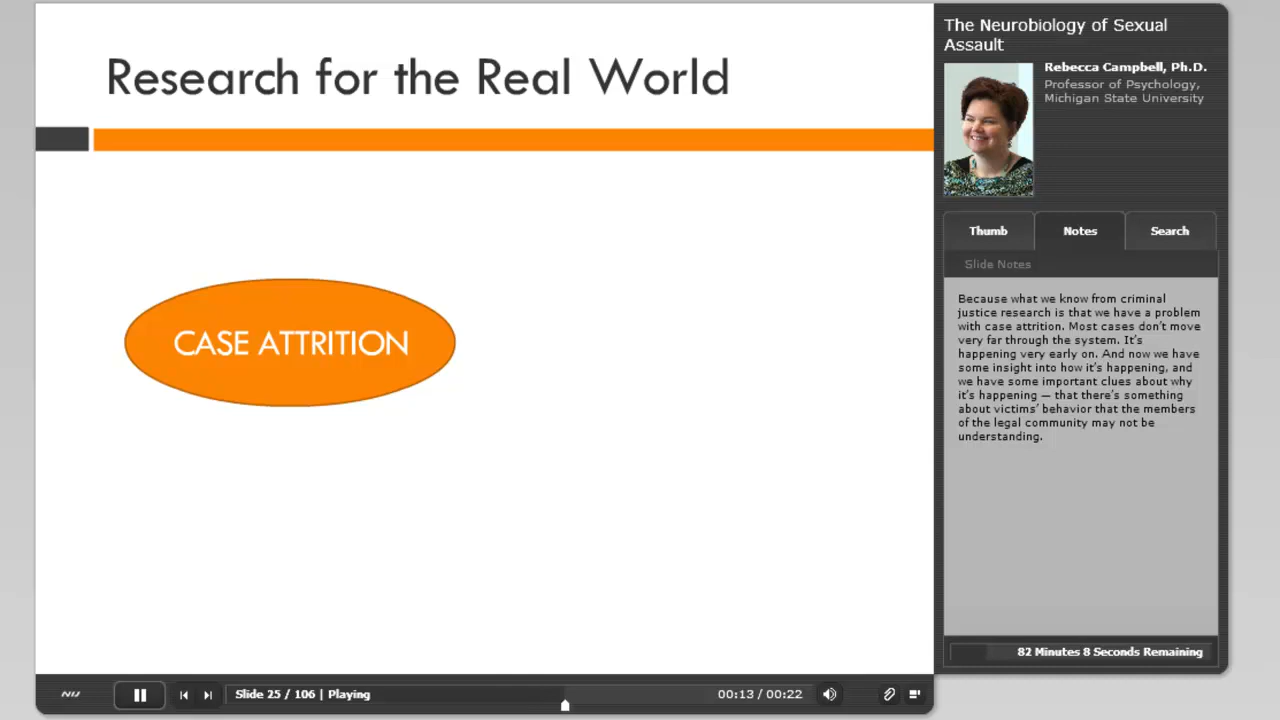 Research for the Real World
CASE ATTRITION
The Neurobiology of Sexual
Assault
Rebecca Campbell, Ph.D.
Professor of Psychology,
Michigan State University
Thumb
Notes
Search
Slide Notes
Because what we know from criminal
justice research is that we have a problem
with case attrition. Most cases don't move
very far through the system. It's
happening very early on. And now we have
some insight into how it's happening, and
we have some important clues about why
it's happening — that there's something
about victims' behavior that the members
of the legal community may not be
understanding.
82 Minutes 8 Seconds Remaining
Slide 25 / 106 | Playing
00:13 / 00:22